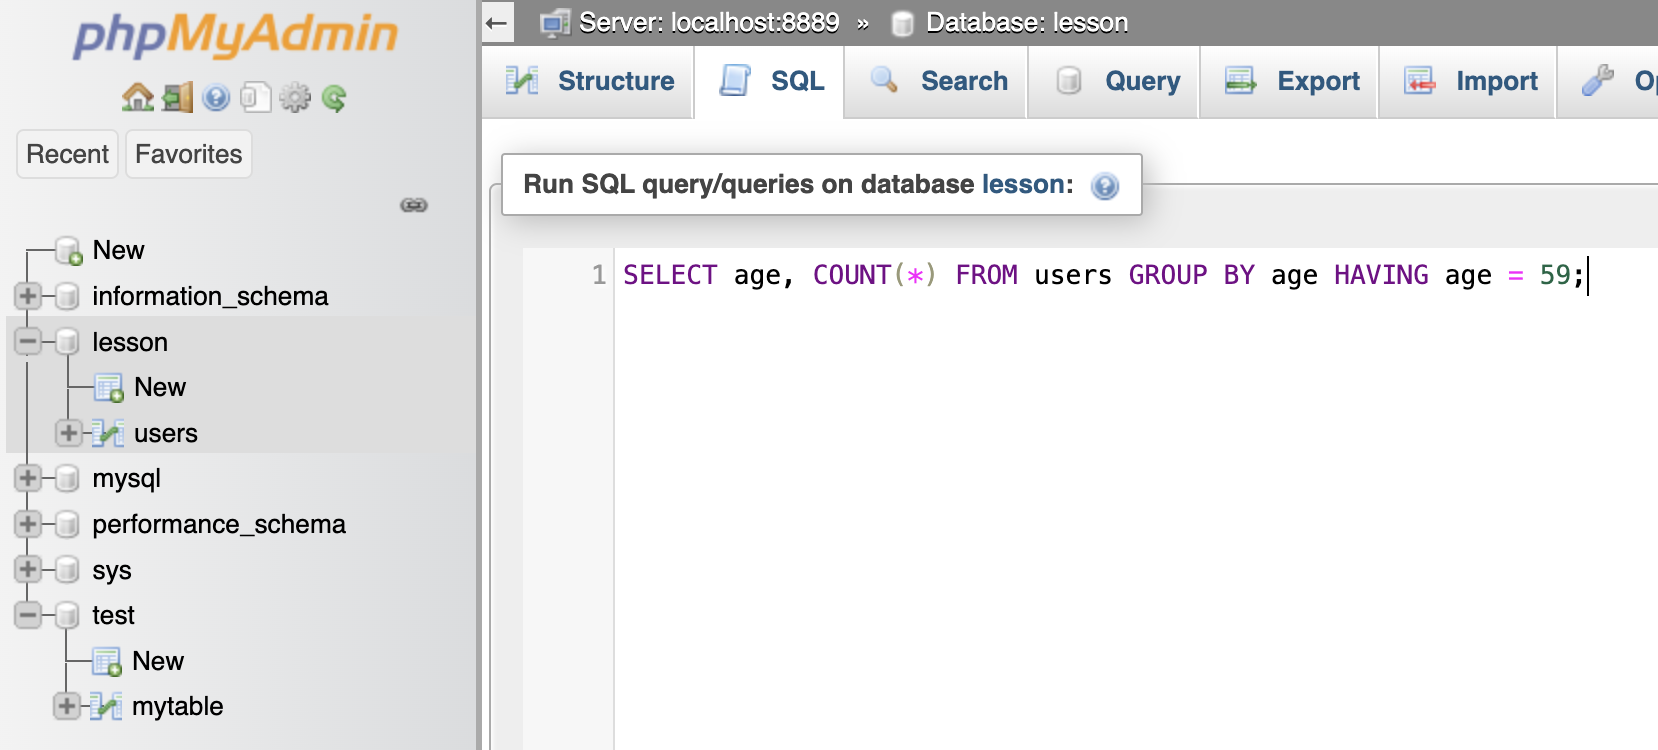 phpMyAdmin
Recent Favorites
New
information_schema
lesson
New
users
mysql
performance_schema
sys
test
New
mytable
Server: localhost:8889 » Database: lesson
Structure SQL Search Query Export Import
Run SQL query/queries on database lesson:
1 SELECT age, COUNT(*) FROM users GROUP BY age HAVING age = 59;